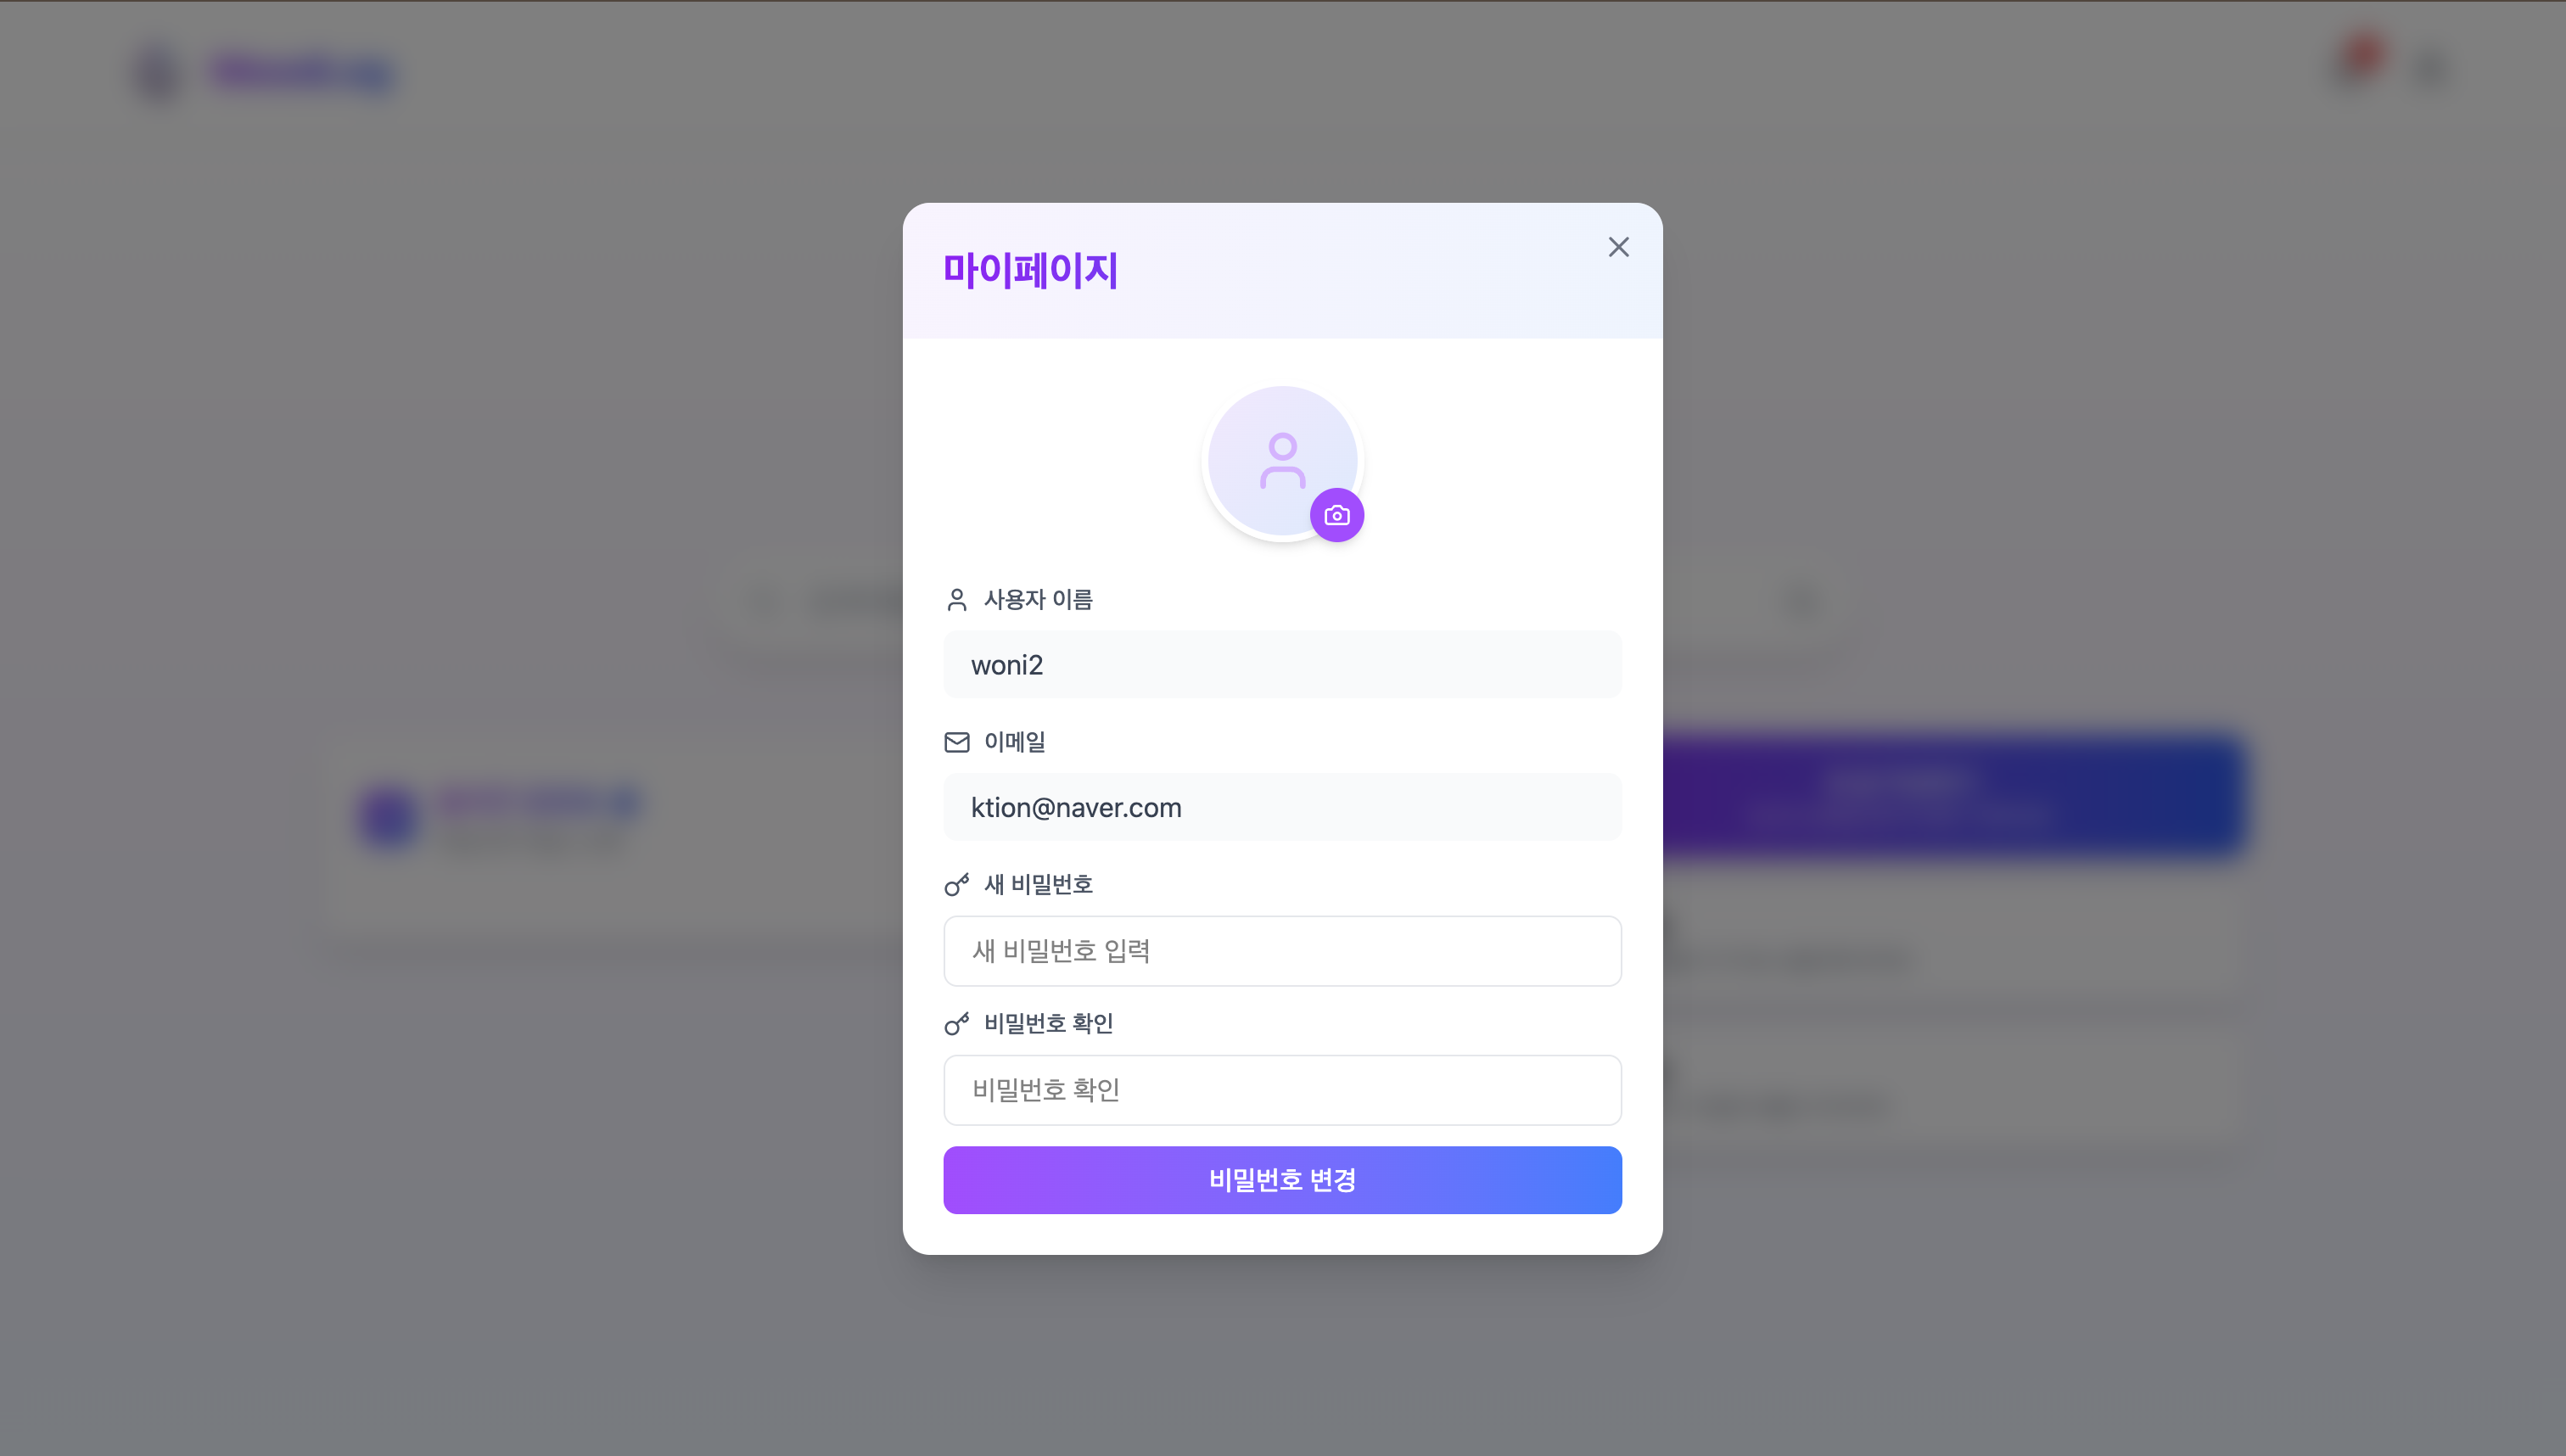 마이페이지
사용자 이름
woni2
이메일
ktion@naver.com
새 비밀번호
새 비밀번호 입력
비밀번호 확인
비밀번호 확인
비밀번호 변경